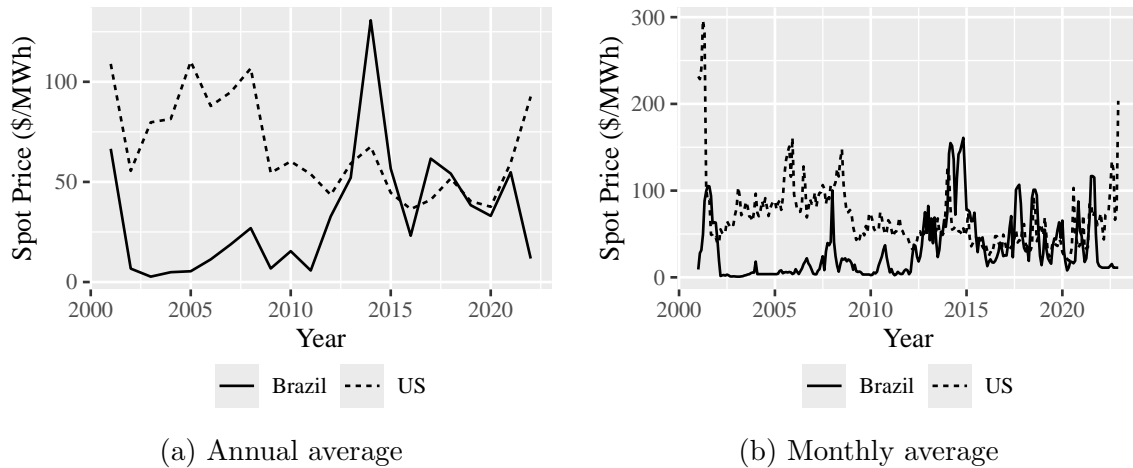 Spot Price ($/MWh)
100
50
0
2000 2005 2010 2015 2020
Year
Brazil US
(a) Annual average
Spot Price ($/MWh)
300
200
100
0
2000 2005 2010 2015 2020
Year
Brazil US
(b) Monthly average